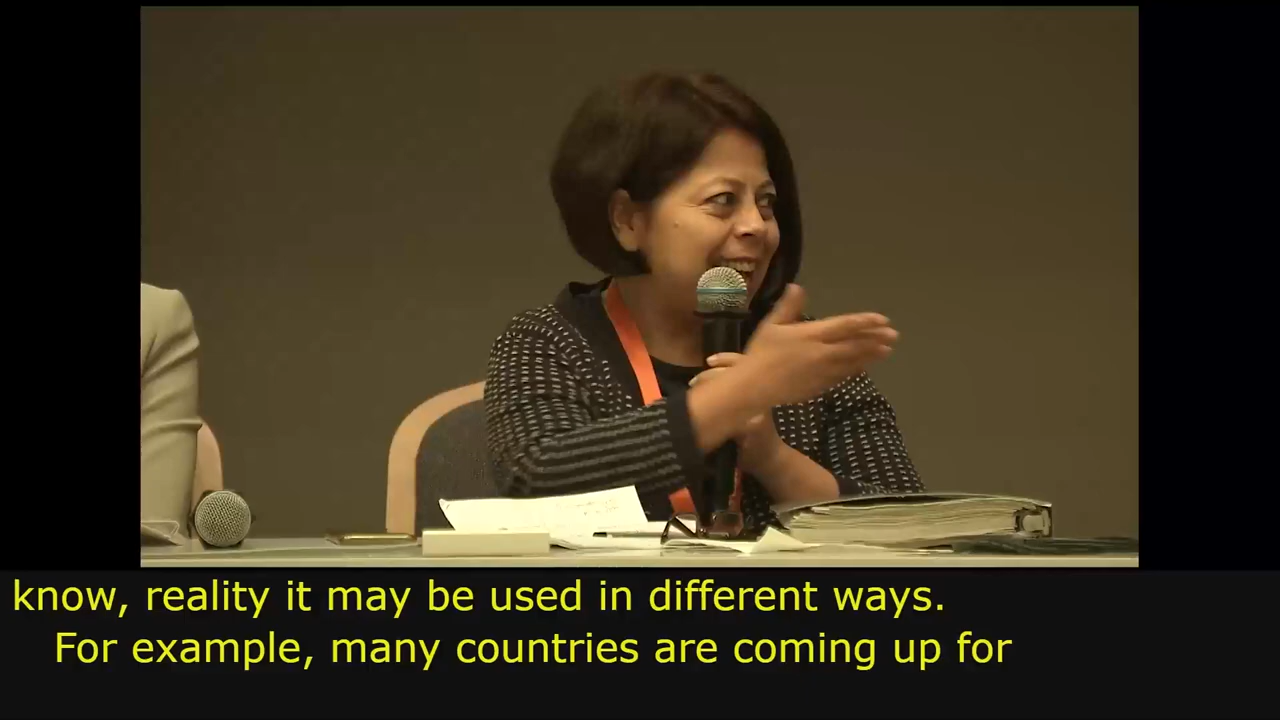 know, reality it may be used in different ways.
For example, many countries are coming up for